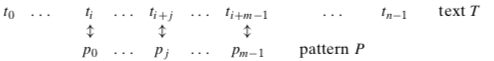 t₀ ... tᵢ ... tᵢ₊ⱼ ... tᵢ₊ₘ₋₁ ... tₙ₋₁ text T
↕ ↕ ↕
p₀ ... pⱼ ... pₘ₋₁ pattern P